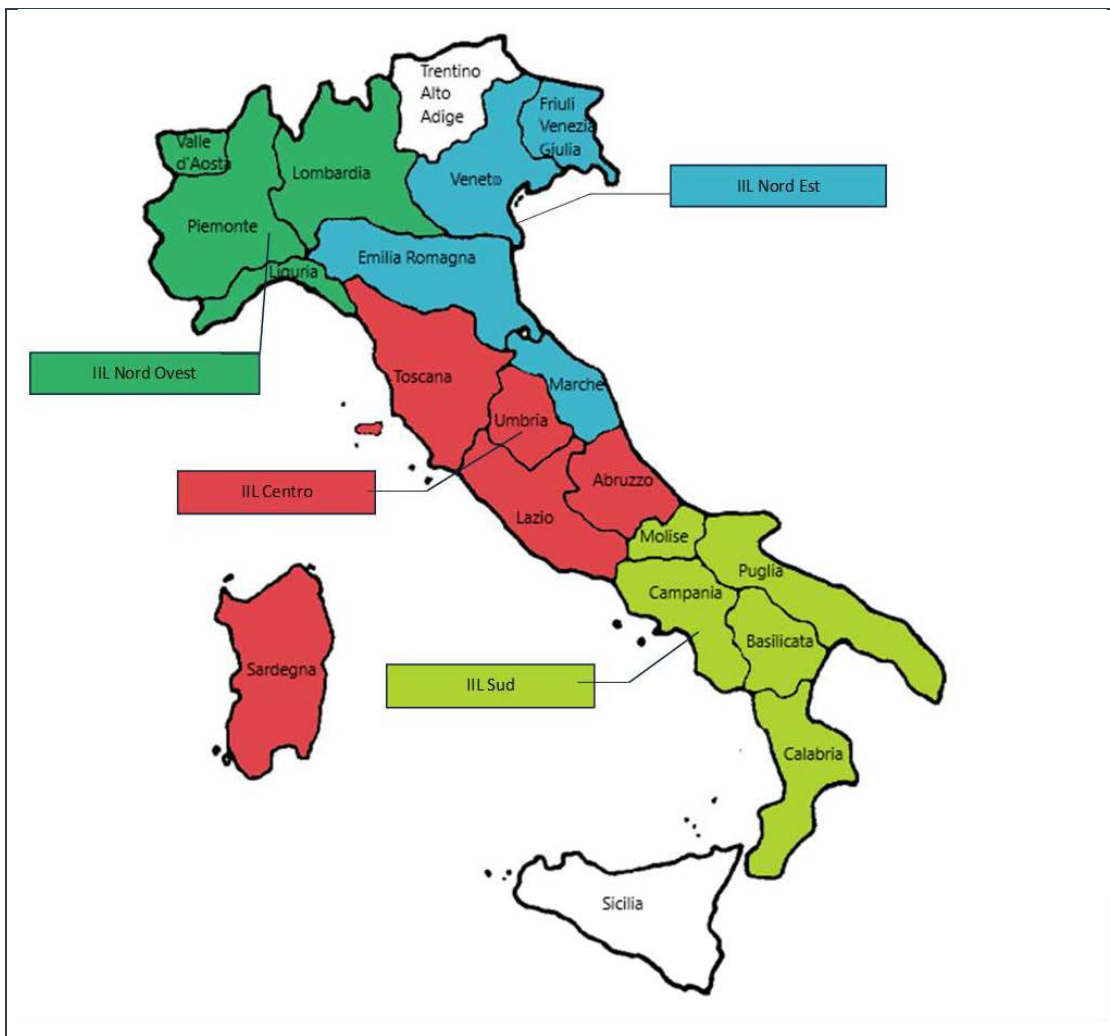 Trentino
Alto
Adige
Friuli
Venezia
Giulia
Valle
d'Aosta
Lombardia
Veneto
IIL Nord Est
Piemonte
Emilia Romagna
Liguria
IIL Nord Ovest
Toscana
Marche
Umbria
IIL Centro
Abruzzo
Lazio
Molise
Puglia
Campania
Basilicata
Sardegna
IIL Sud
Calabria
Sicilia